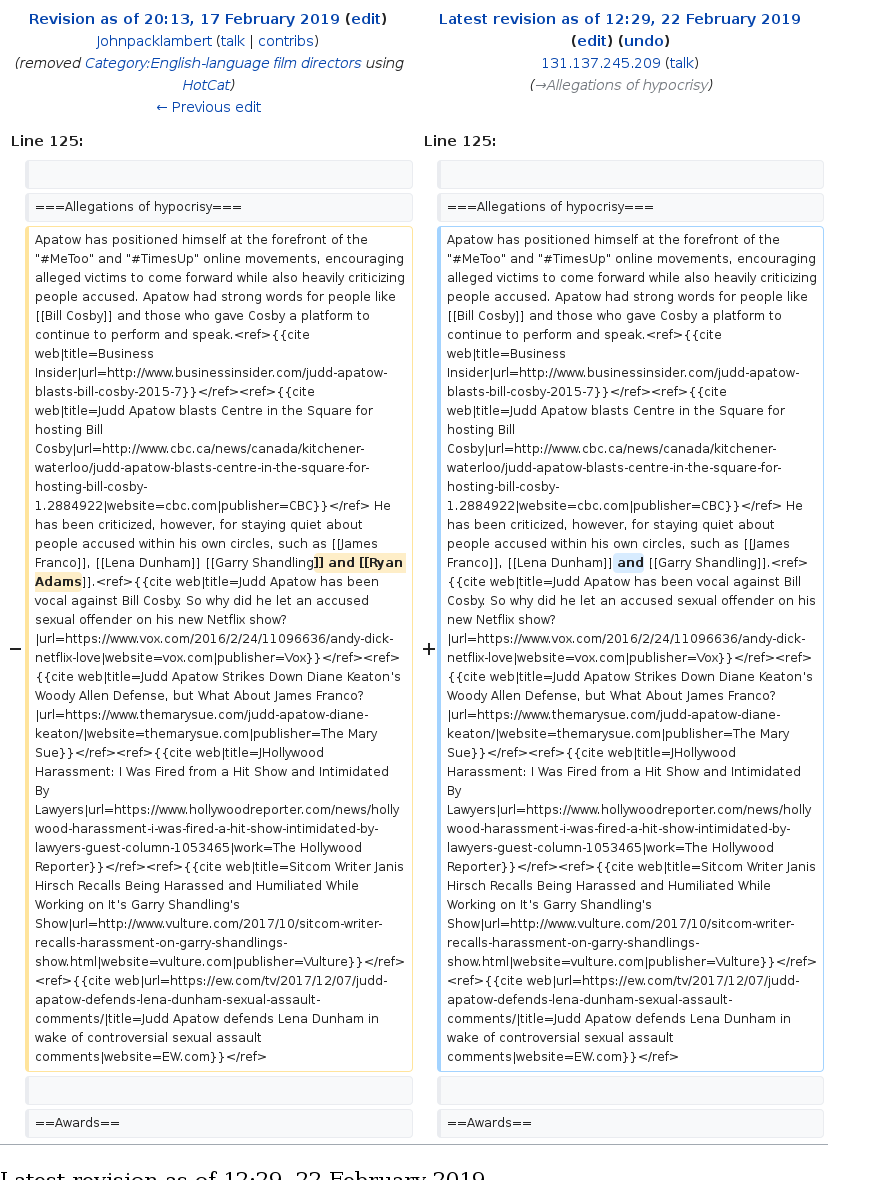 Revision as of 20:13, 17 February 2019 (edit)
Johnpacklambert (talk | contribs)
(removed Category:English-language film directors using
HotCat)
← Previous edit
Latest revision as of 12:29, 22 February 2019
(edit) (undo)
131.137.245.209 (talk)
(→Allegations of hypocrisy)
Line 125:
Line 125:
===Allegations of hypocrisy===
===Allegations of hypocrisy===
−
Apatow has positioned himself at the forefront of the
"#MeToo" and "#TimesUp" online movements, encouraging
alleged victims to come forward while also heavily criticizing
people accused. Apatow had strong words for people like
[[Bill Cosby]] and those who gave Cosby a platform to
continue to perform and speak.<ref>{{cite
web|title=Business
Insider|url=http://www.businessinsider.com/judd-apatow-
blasts-bill-cosby-2015-7}}</ref><ref>{{cite
web|title=Judd Apatow blasts Centre in the Square for
hosting Bill
Cosby|url=http://www.cbc.ca/news/canada/kitchener-
waterloo/judd-apatow-blasts-centre-in-the-square-for-
hosting-bill-cosby-
1.2884922|website=cbc.com|publisher=CBC}}</ref> He
has been criticized, however, for staying quiet about
people accused within his own circles, such as [[James
Franco]], [[Lena Dunham]] [[Garry Shandling]] and [[Ryan
Adams]].<ref>{{cite web|title=Judd Apatow has been
vocal against Bill Cosby. So why did he let an accused
sexual offender on his new Netflix show?
|url=https://www.vox.com/2016/2/24/11096636/andy-dick-
netflix-love|website=vox.com|publisher=Vox}}</ref><ref>
{{cite web|title=Judd Apatow Strikes Down Diane Keaton's
Woody Allen Defense, but What About James Franco?
|url=https://www.themarysue.com/judd-apatow-diane-
keaton/|website=themarysue.com|publisher=The Mary
Sue}}</ref><ref>{{cite web|title=JHollywood
Harassment: I Was Fired from a Hit Show and Intimidated
By
Lawyers|url=https://www.hollywoodreporter.com/news/holly
wood-harassment-i-was-fired-a-hit-show-intimidated-by-
lawyers-guest-column-1053465|work=The Hollywood
Reporter}}</ref><ref>{{cite web|title=Sitcom Writer Janis
Hirsch Recalls Being Harassed and Humiliated While
Working on It's Garry Shandling's
Show|url=http://www.vulture.com/2017/10/sitcom-writer-
recalls-harassment-on-garry-shandlings-
show.html|website=vulture.com|publisher=Vulture}}</ref>
<ref>{{cite web|url=https://ew.com/tv/2017/12/07/judd-
apatow-defends-lena-dunham-sexual-assault-
comments/|title=Judd Apatow defends Lena Dunham in
wake of controversial sexual assault
comments|website=EW.com}}</ref>
+
Apatow has positioned himself at the forefront of the
"#MeToo" and "#TimesUp" online movements, encouraging
alleged victims to come forward while also heavily criticizing
people accused. Apatow had strong words for people like
[[Bill Cosby]] and those who gave Cosby a platform to
continue to perform and speak.<ref>{{cite
web|title=Business
Insider|url=http://www.businessinsider.com/judd-apatow-
blasts-bill-cosby-2015-7}}</ref><ref>{{cite
web|title=Judd Apatow blasts Centre in the Square for
hosting Bill
Cosby|url=http://www.cbc.ca/news/canada/kitchener-
waterloo/judd-apatow-blasts-centre-in-the-square-for-
hosting-bill-cosby-
1.2884922|website=cbc.com|publisher=CBC}}</ref> He
has been criticized, however, for staying quiet about
people accused within his own circles, such as [[James
Franco]], [[Lena Dunham]] and [[Garry Shandling]].<ref>
{{cite web|title=Judd Apatow has been vocal against Bill
Cosby. So why did he let an accused sexual offender on his
new Netflix show?
|url=https://www.vox.com/2016/2/24/11096636/andy-dick-
netflix-love|website=vox.com|publisher=Vox}}</ref><ref>
{{cite web|title=Judd Apatow Strikes Down Diane Keaton's
Woody Allen Defense, but What About James Franco?
|url=https://www.themarysue.com/judd-apatow-diane-
keaton/|website=themarysue.com|publisher=The Mary
Sue}}</ref><ref>{{cite web|title=JHollywood
Harassment: I Was Fired from a Hit Show and Intimidated
By
Lawyers|url=https://www.hollywoodreporter.com/news/holly
wood-harassment-i-was-fired-a-hit-show-intimidated-by-
lawyers-guest-column-1053465|work=The Hollywood
Reporter}}</ref><ref>{{cite web|title=Sitcom Writer Janis
Hirsch Recalls Being Harassed and Humiliated While
Working on It's Garry Shandling's
Show|url=http://www.vulture.com/2017/10/sitcom-writer-
recalls-harassment-on-garry-shandlings-
show.html|website=vulture.com|publisher=Vulture}}</ref>
<ref>{{cite web|url=https://ew.com/tv/2017/12/07/judd-
apatow-defends-lena-dunham-sexual-assault-
comments/|title=Judd Apatow defends Lena Dunham in
wake of controversial sexual assault
comments|website=EW.com}}</ref>
==Awards==
==Awards==
Latest revision as of 12:29, 22 February 2019